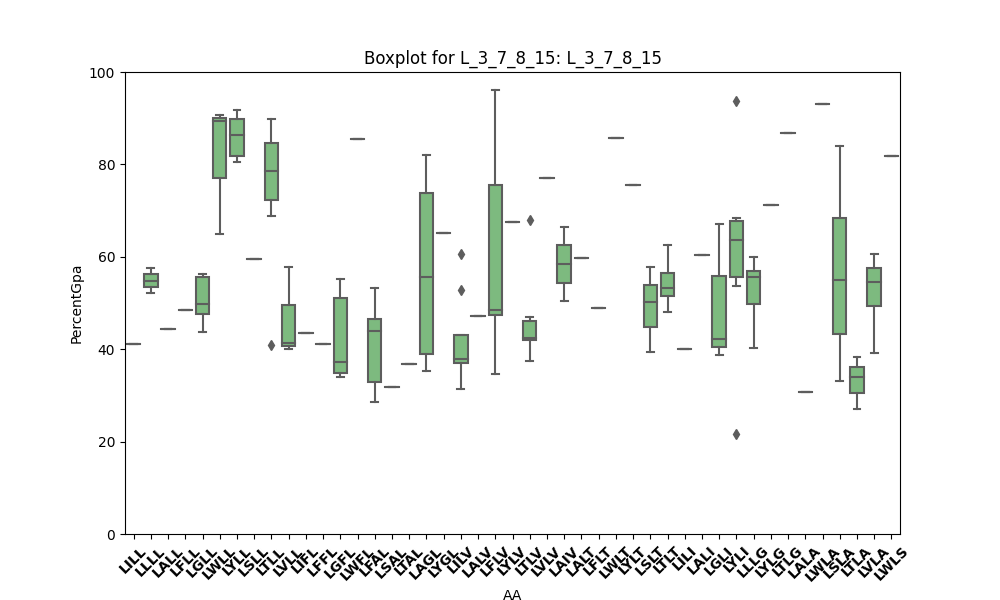 Boxplot for L_3_7_8_15: L_3_7_8_15
100
80
60
40
20
0
PercentGpa
LILL LLLL LALL LFLL LGLL LWLL LYLL LSLL LTLL LVLL LIFL LFFL LGFL LWFL LFAL LSAL LTAL LAGL LYGL LILV LALV LFLV LYLV LTLV LVLV LAIV LALT LFLT LWLT LYLT LSLT LTLT LILI LALI LGLI LYLI LLLG LYLG LTLG LALA LWLA LSLA LTLA LVLA LWLS
AA